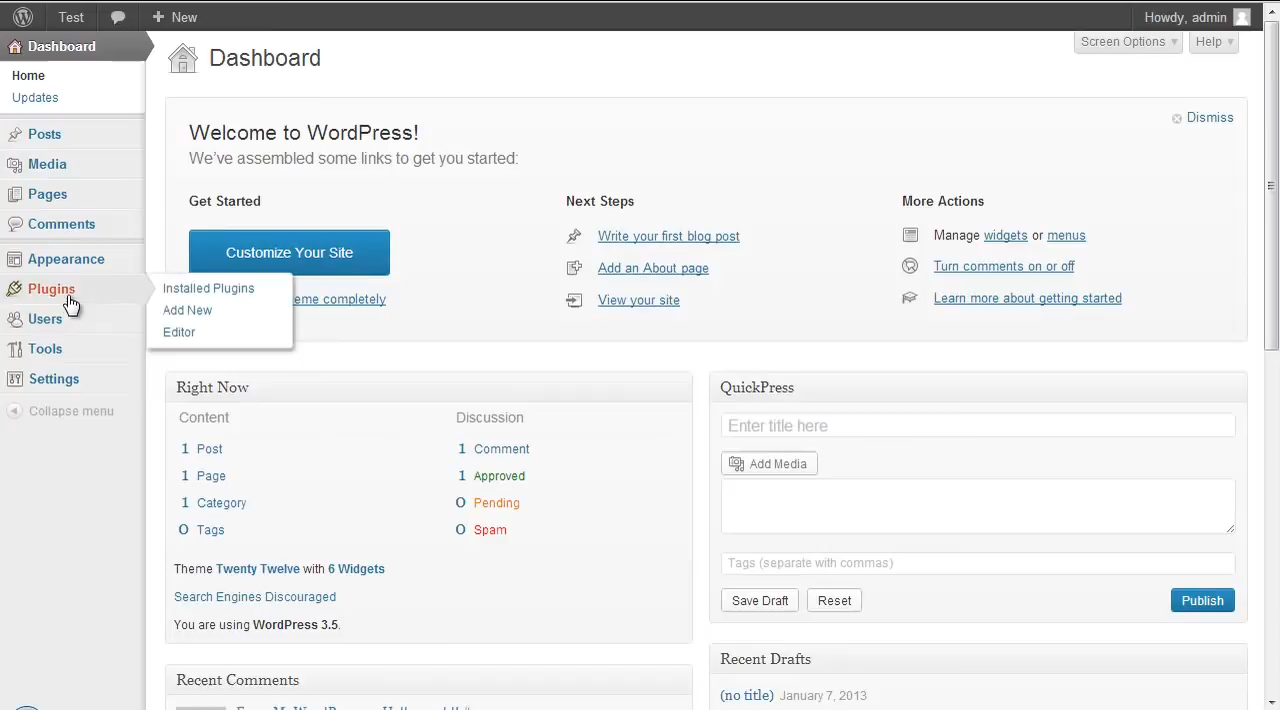 Test
New
Howdy, admin
Dashboard
Home
Updates
Posts
Media
Pages
Comments
Appearance
Plugins
Users
Tools
Settings
Collapse menu
Installed Plugins
Add New
Editor
Dashboard
Screen Options
Help
Welcome to WordPress!
We've assembled some links to get you started:
Dismiss
Get Started
Customize Your Site
eme completely
Next Steps
Write your first blog post
Add an About page
View your site
More Actions
Manage widgets or menus
Turn comments on or off
Learn more about getting started
Right Now
Content
Discussion
1 Post
1 Comment
1 Page
1 Approved
1 Category
0 Pending
0 Tags
0 Spam
Theme Twenty Twelve with 6 Widgets
Search Engines Discouraged
You are using WordPress 3.5.
Recent Comments
QuickPress
Enter title here
Add Media
Tags (separate with commas)
Save Draft
Reset
Publish
Recent Drafts
(no title) January 7, 2013